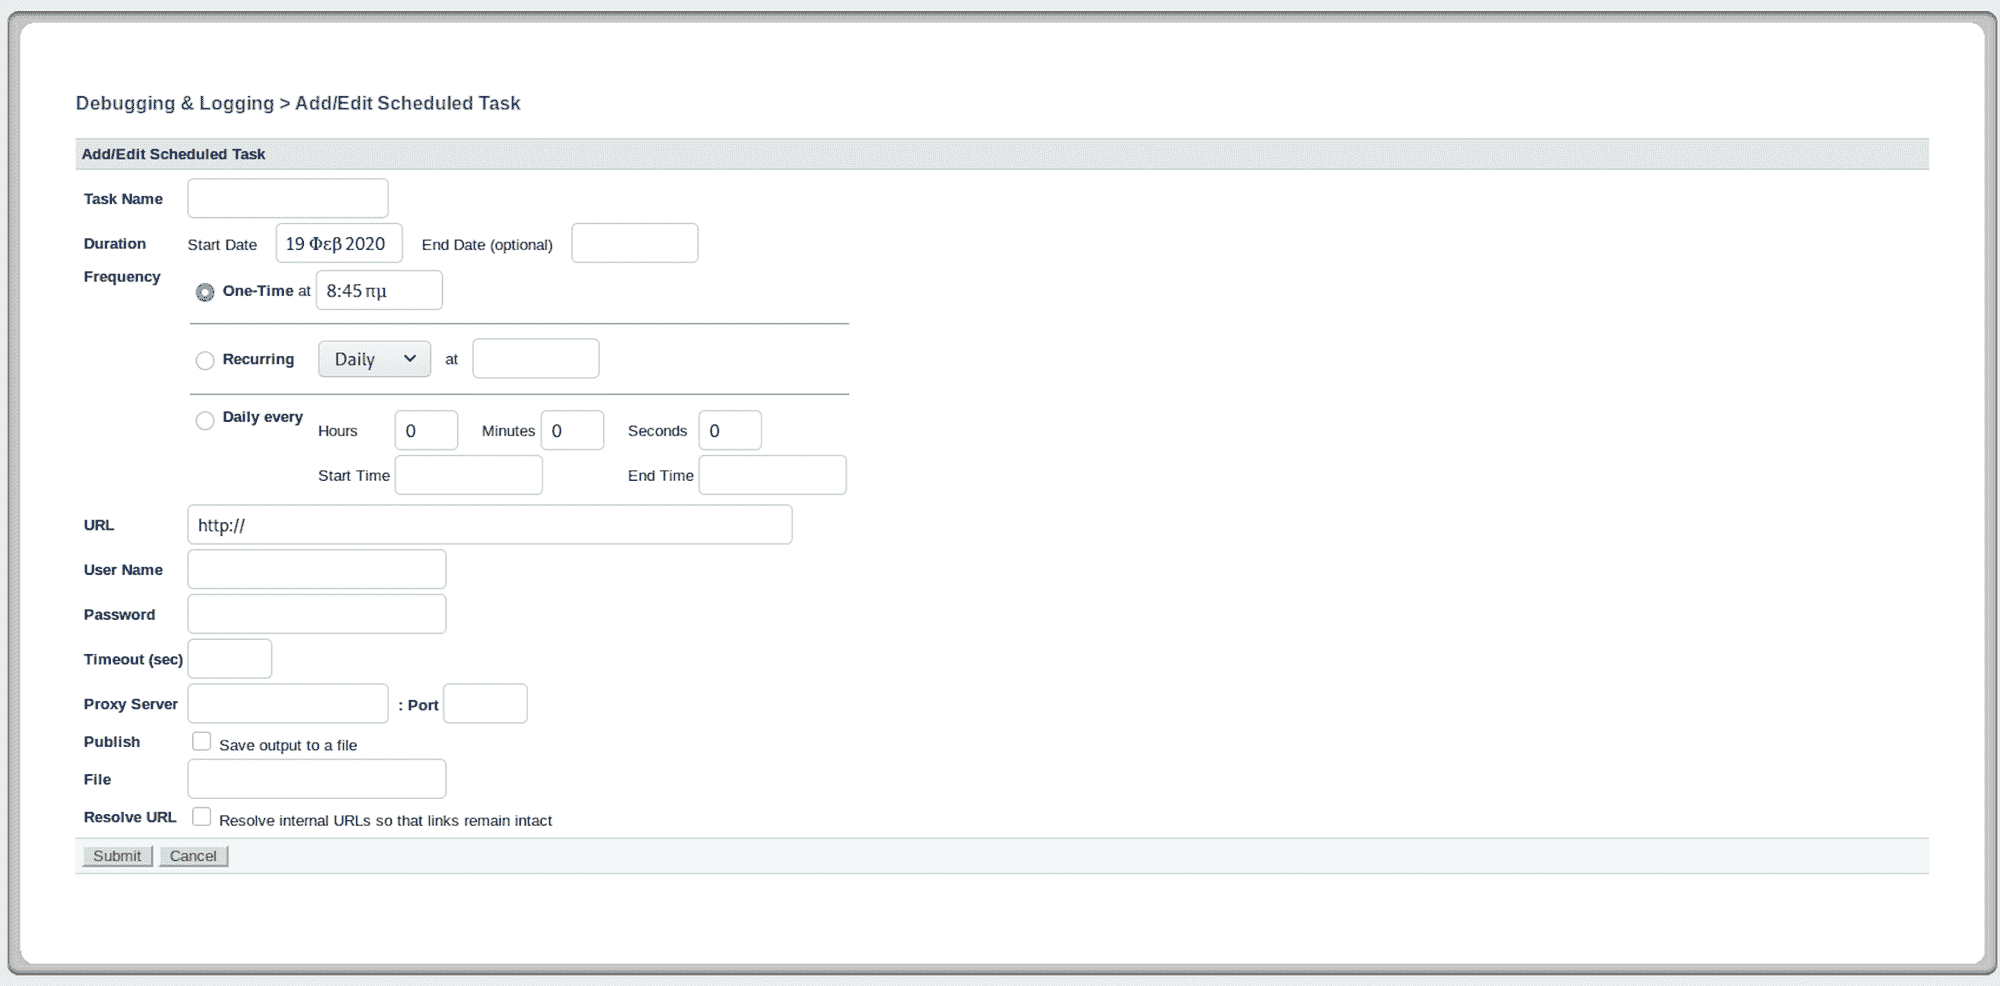 Debugging & Logging > Add/Edit Scheduled Task
Add/Edit Scheduled Task
Task Name
Duration Start Date 19 Φεβ 2020 End Date (optional)
Frequency
One-Time at 8:45 πμ
Recurring Daily at
Daily every
Hours 0 Minutes 0 Seconds 0
Start Time End Time
URL http://
User Name
Password
Timeout (sec)
Proxy Server : Port
Publish Save output to a file
File
Resolve URL Resolve internal URLs so that links remain intact
Submit Cancel